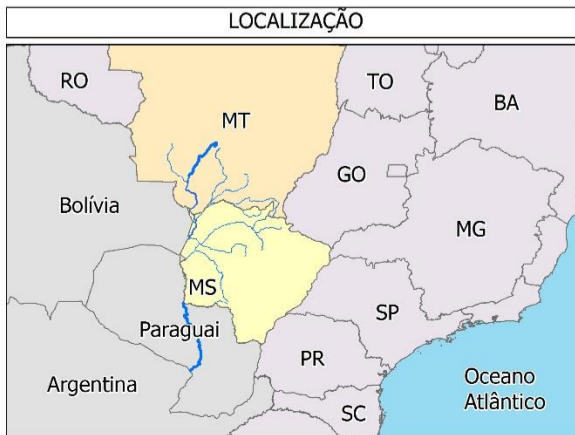 LOCALIZAÇÃO
RO
TO
BA
MT
GO
Bolívia
MG
MS
SP
Paraguai
PR
Argentina
Oceano
Atlântico
SC